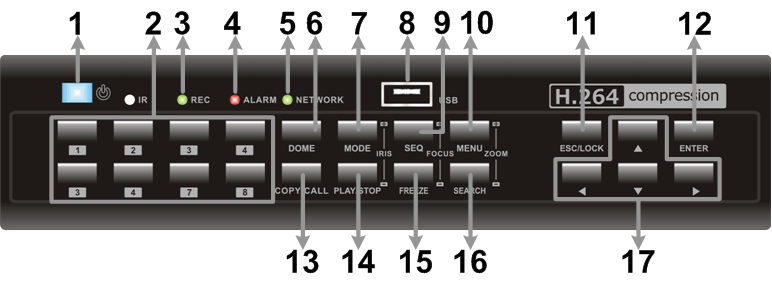 1 2 3 4 5 6 7 8 9 10 11 12
IR REC ALARM NETWORK USB H.264 compression
1 2 3 4 DOME MODE IRIS SEQ FOCUS MENU ZOOM ESC/LOCK ▲ ENTER
3 4 7 8 COPY/CALL PLAY/STOP FREEZE SEARCH ◀ ▼ ▶
13 14 15 16 17